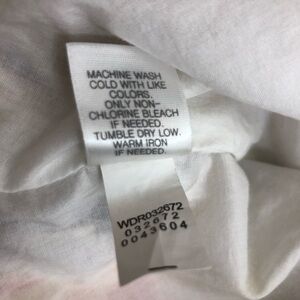 MACHINE WASH
COLD WITH LIKE
COLORS.
ONLY NON-
CHLORINE BLEACH
IF NEEDED.
TUMBLE DRY LOW.
WARM IRON
IF NEEDED.
WDR032672
032672
0043604